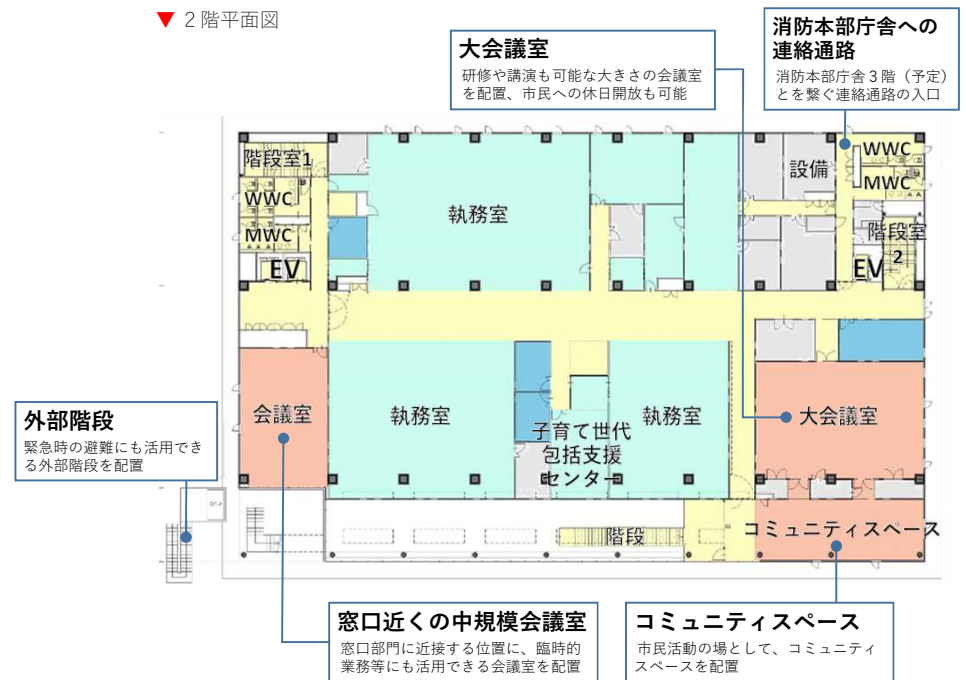 ▼ 2階平面図
大会議室
研修や講演も可能な大きさの会議室
を配置、市民への休日開放も可能
消防本部庁舎への
連絡通路
消防本部庁舎3階（予定）
とを繋ぐ連絡通路の入口
階段室1
WWC
MWC
EV
執務室
設備
WWC
MWC
階段室
2
EV
会議室
執務室
子育て世代
包括支援
センター
執務室
大会議室
外部階段
緊急時の避難にも活用でき
る外部階段を配置
階段
コミュニティスペース
窓口近くの中規模会議室
窓口部門に近接する位置に、臨時的
業務等にも活用できる会議室を配置
コミュニティスペース
市民活動の場として、コミュニティ
スペースを配置